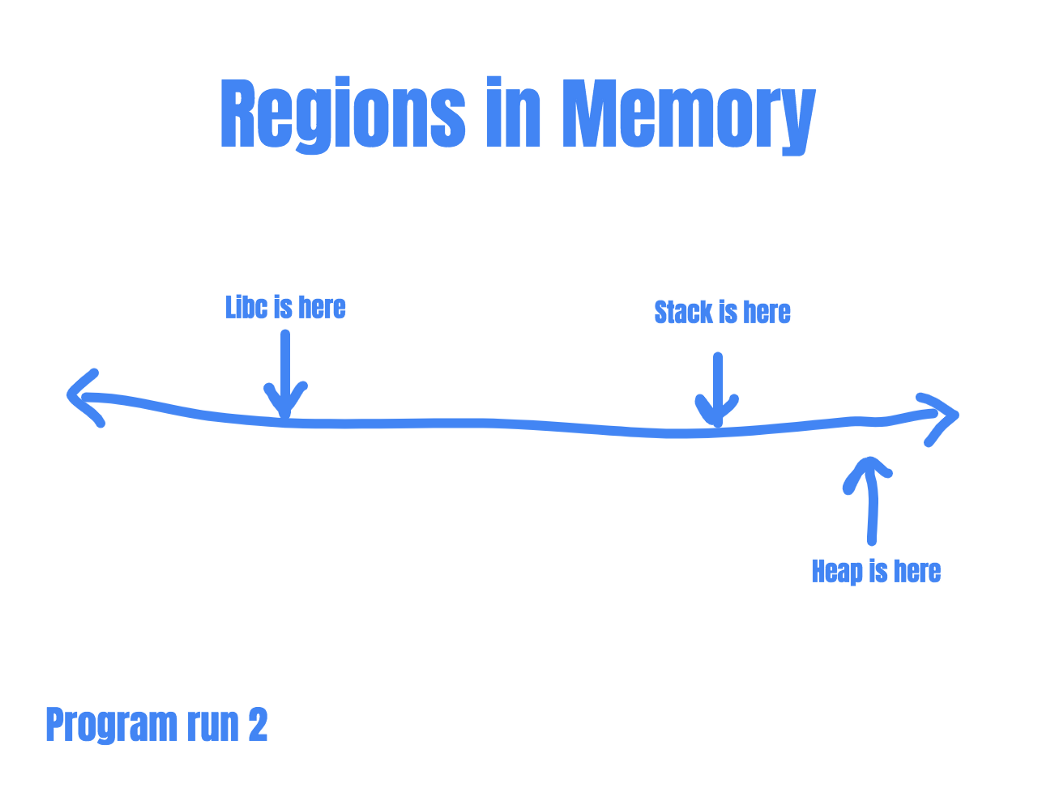 Regions in Memory
Libc is here
Stack is here
Heap is here
Program run 2